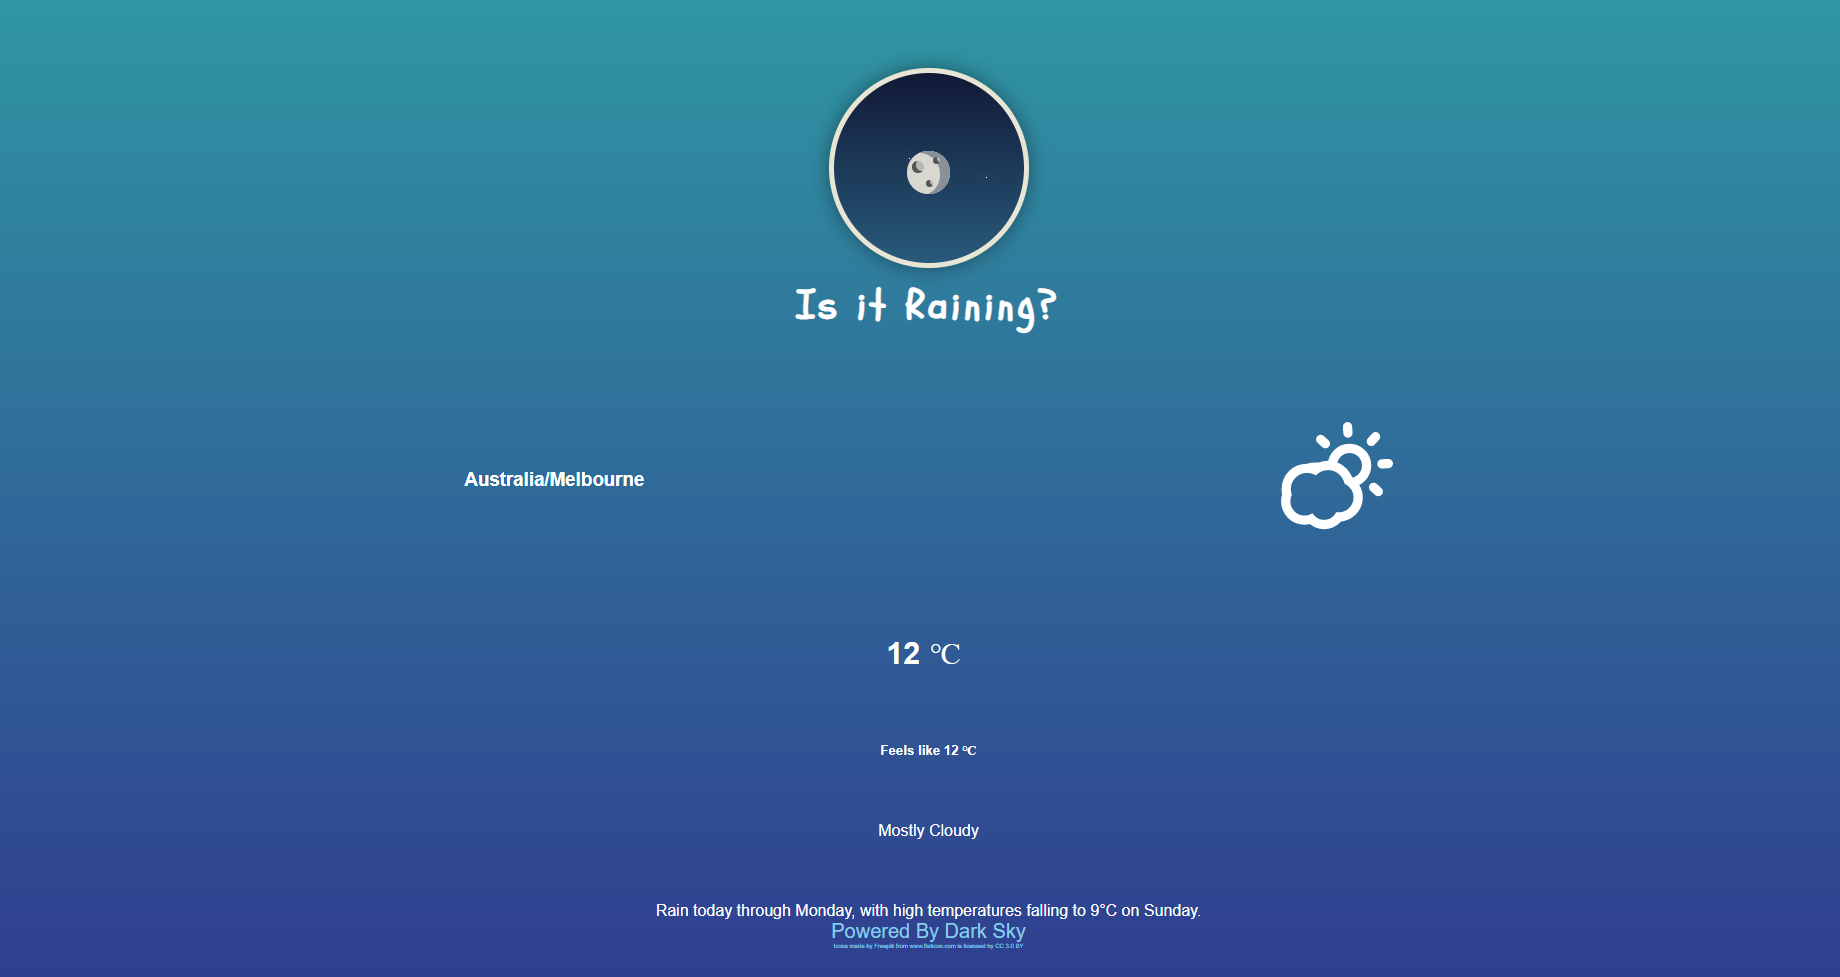 Is it Raining?
Australia/Melbourne
12 °C
Feels like 12 °C
Mostly Cloudy
Rain today through Monday, with high temperatures falling to 9°C on Sunday.
Powered By Dark Sky
Icons made by Freepik from www.flaticon.com is licensed by CC 3.0 BY